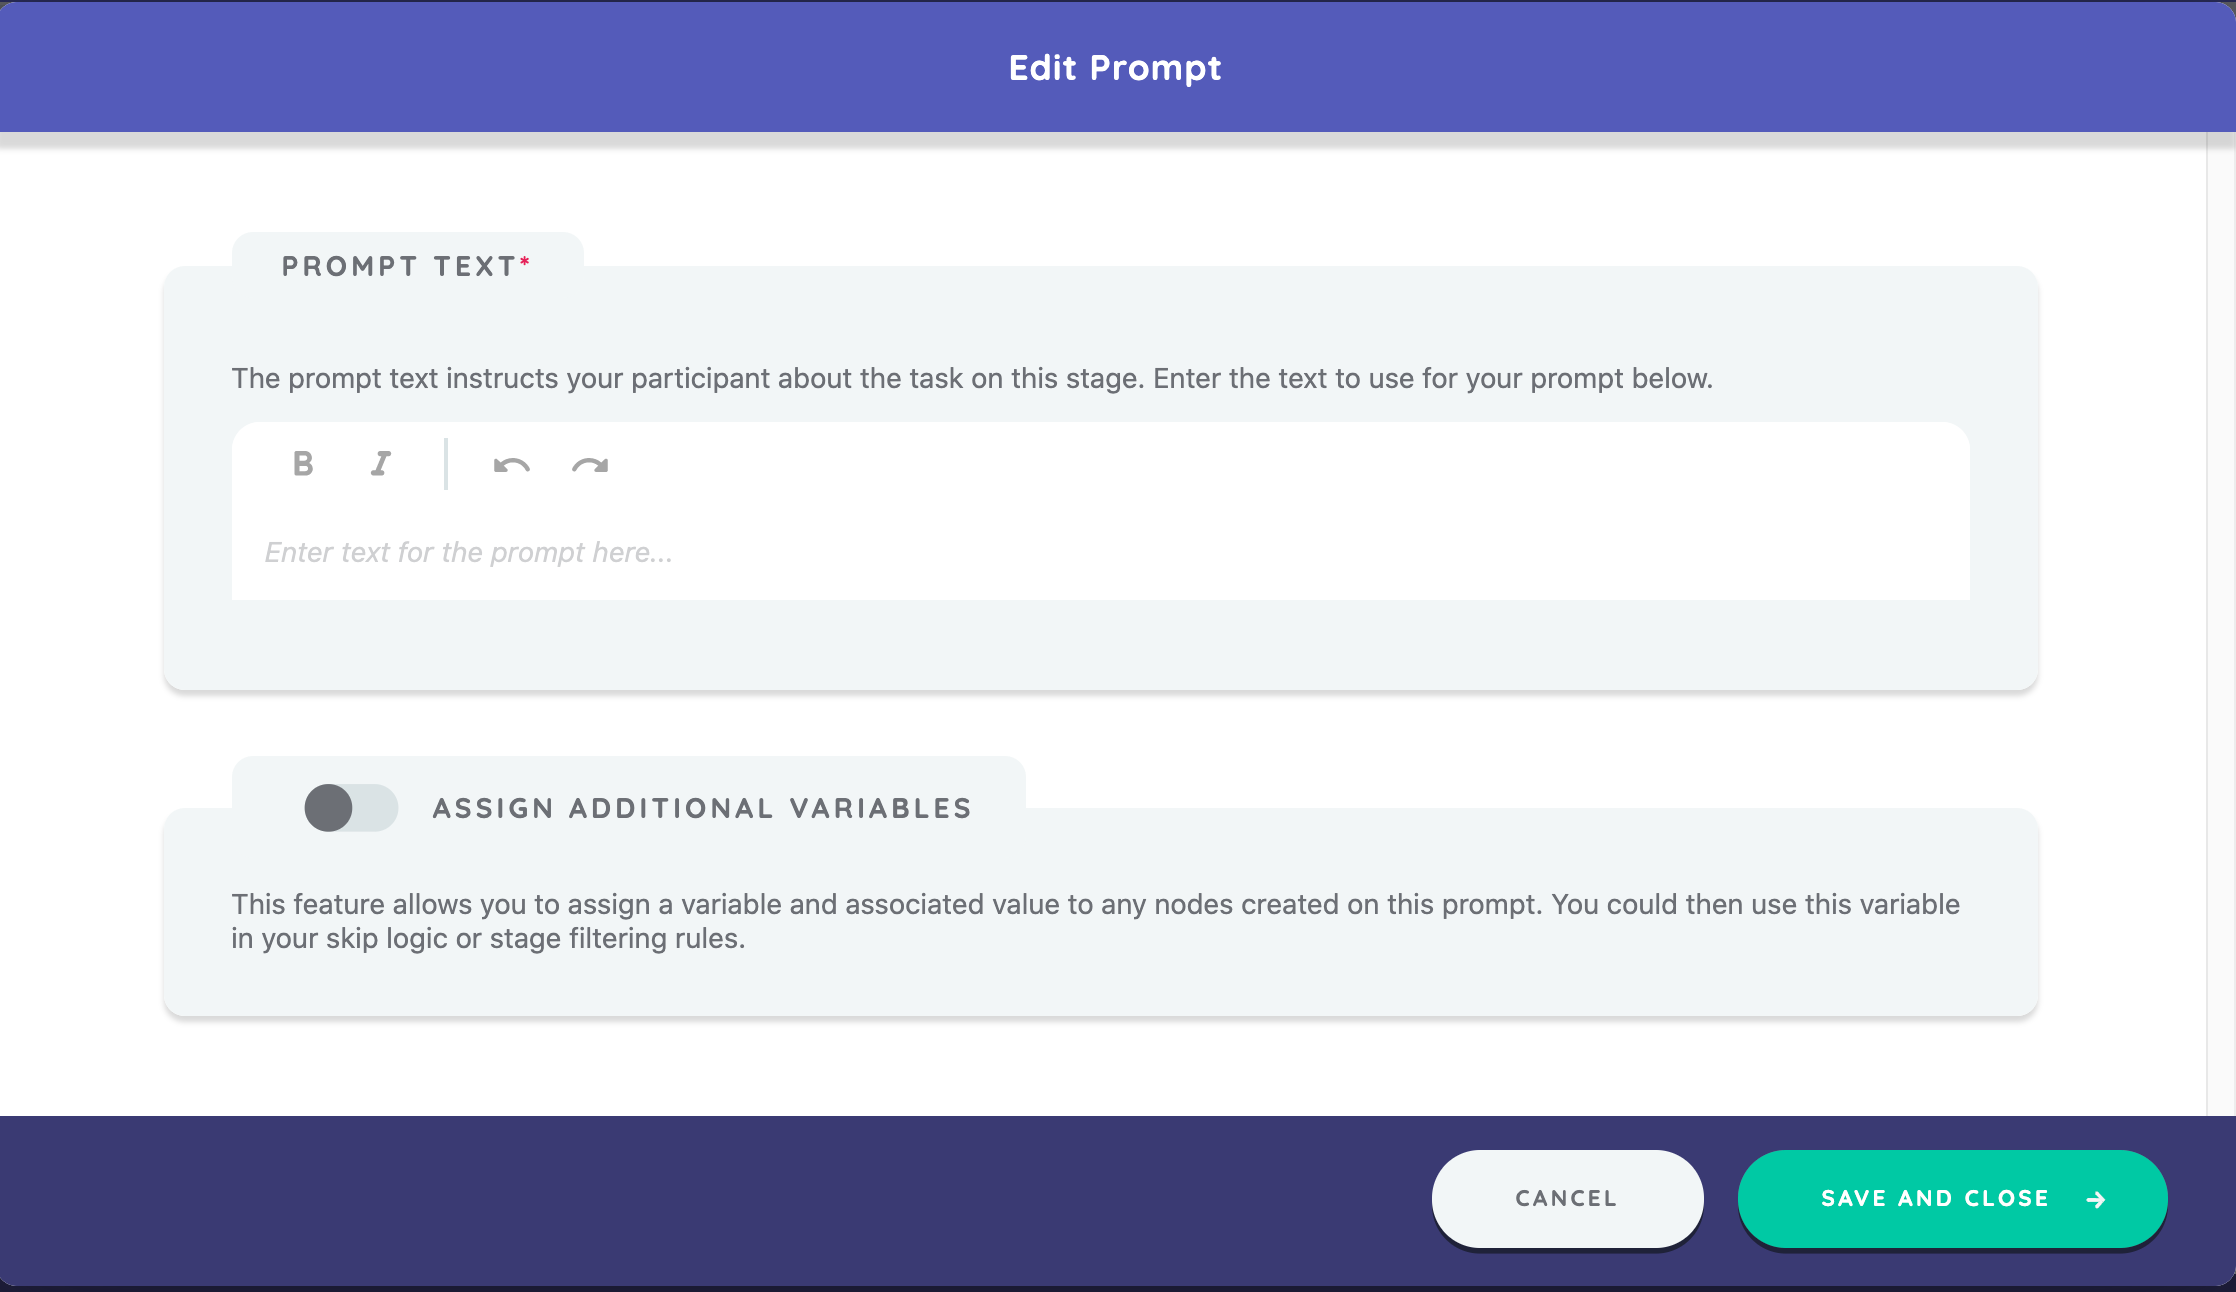 Edit Prompt
PROMPT TEXT*
The prompt text instructs your participant about the task on this stage. Enter the text to use for your prompt below.
B I
Enter text for the prompt here...
ASSIGN ADDITIONAL VARIABLES
This feature allows you to assign a variable and associated value to any nodes created on this prompt. You could then use this variable
in your skip logic or stage filtering rules.
CANCEL
SAVE AND CLOSE →